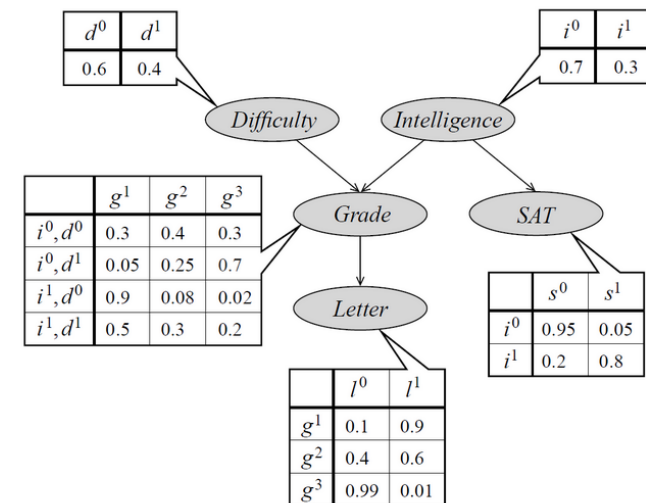 d⁰ d¹
0.6 0.4
i⁰ i¹
0.7 0.3
Difficulty
Intelligence
g¹ g² g³
i⁰,d⁰ 0.3 0.4 0.3
i⁰,d¹ 0.05 0.25 0.7
i¹,d⁰ 0.9 0.08 0.02
i¹,d¹ 0.5 0.3 0.2
Grade
SAT
s⁰ s¹
i⁰ 0.95 0.05
i¹ 0.2 0.8
Letter
l⁰ l¹
g¹ 0.1 0.9
g² 0.4 0.6
g³ 0.99 0.01